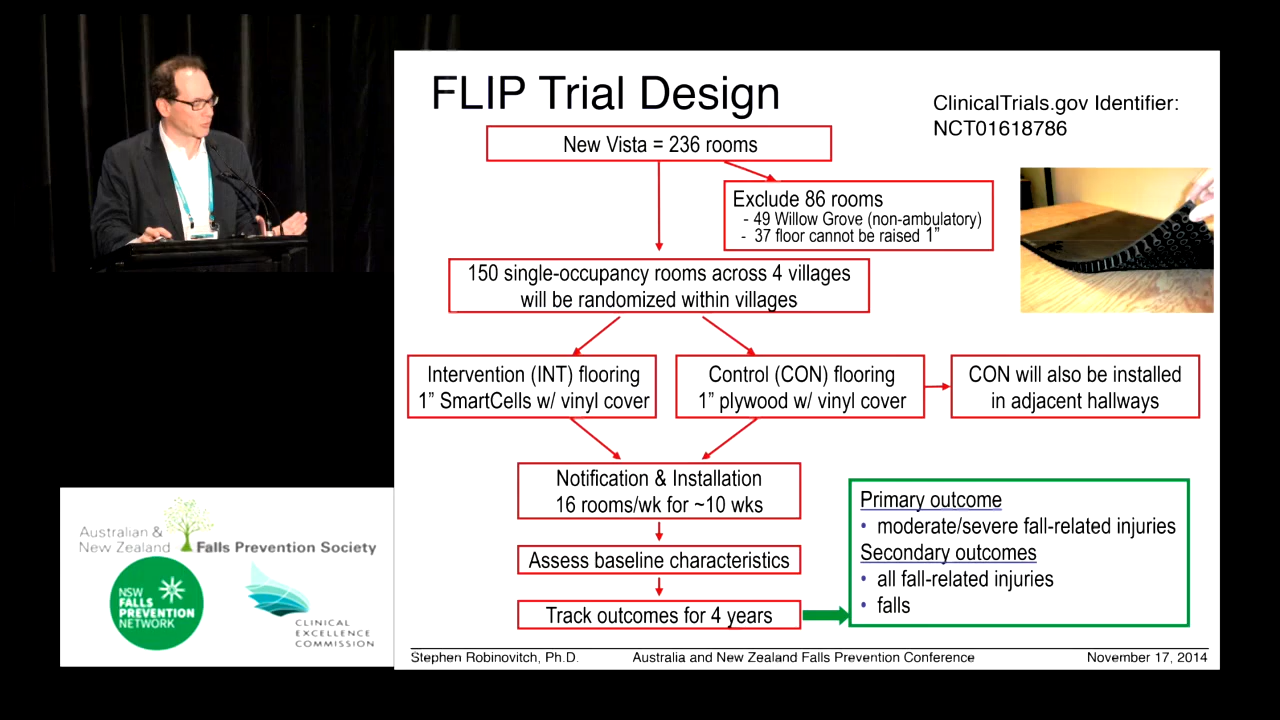 FLIP Trial Design
ClinicalTrials.gov Identifier:
NCT01618786
New Vista = 236 rooms
Exclude 86 rooms
- 49 Willow Grove (non-ambulatory)
- 37 floor cannot be raised 1”
150 single-occupancy rooms across 4 villages
will be randomized within villages
Intervention (INT) flooring
1” SmartCells w/ vinyl cover
Control (CON) flooring
1” plywood w/ vinyl cover
CON will also be installed
in adjacent hallways
Notification & Installation
16 rooms/wk for ~10 wks
Assess baseline characteristics
Track outcomes for 4 years
Primary outcome
• moderate/severe fall-related injuries
Secondary outcomes
• all fall-related injuries
• falls
Stephen Robinovitch, Ph.D.
Australia and New Zealand Falls Prevention Conference
November 17, 2014
Australian &
New Zealand Falls Prevention Society
NSW
FALLS
PREVENTION
NETWORK
CLINICAL
EXCELLENCE
COMMISSION